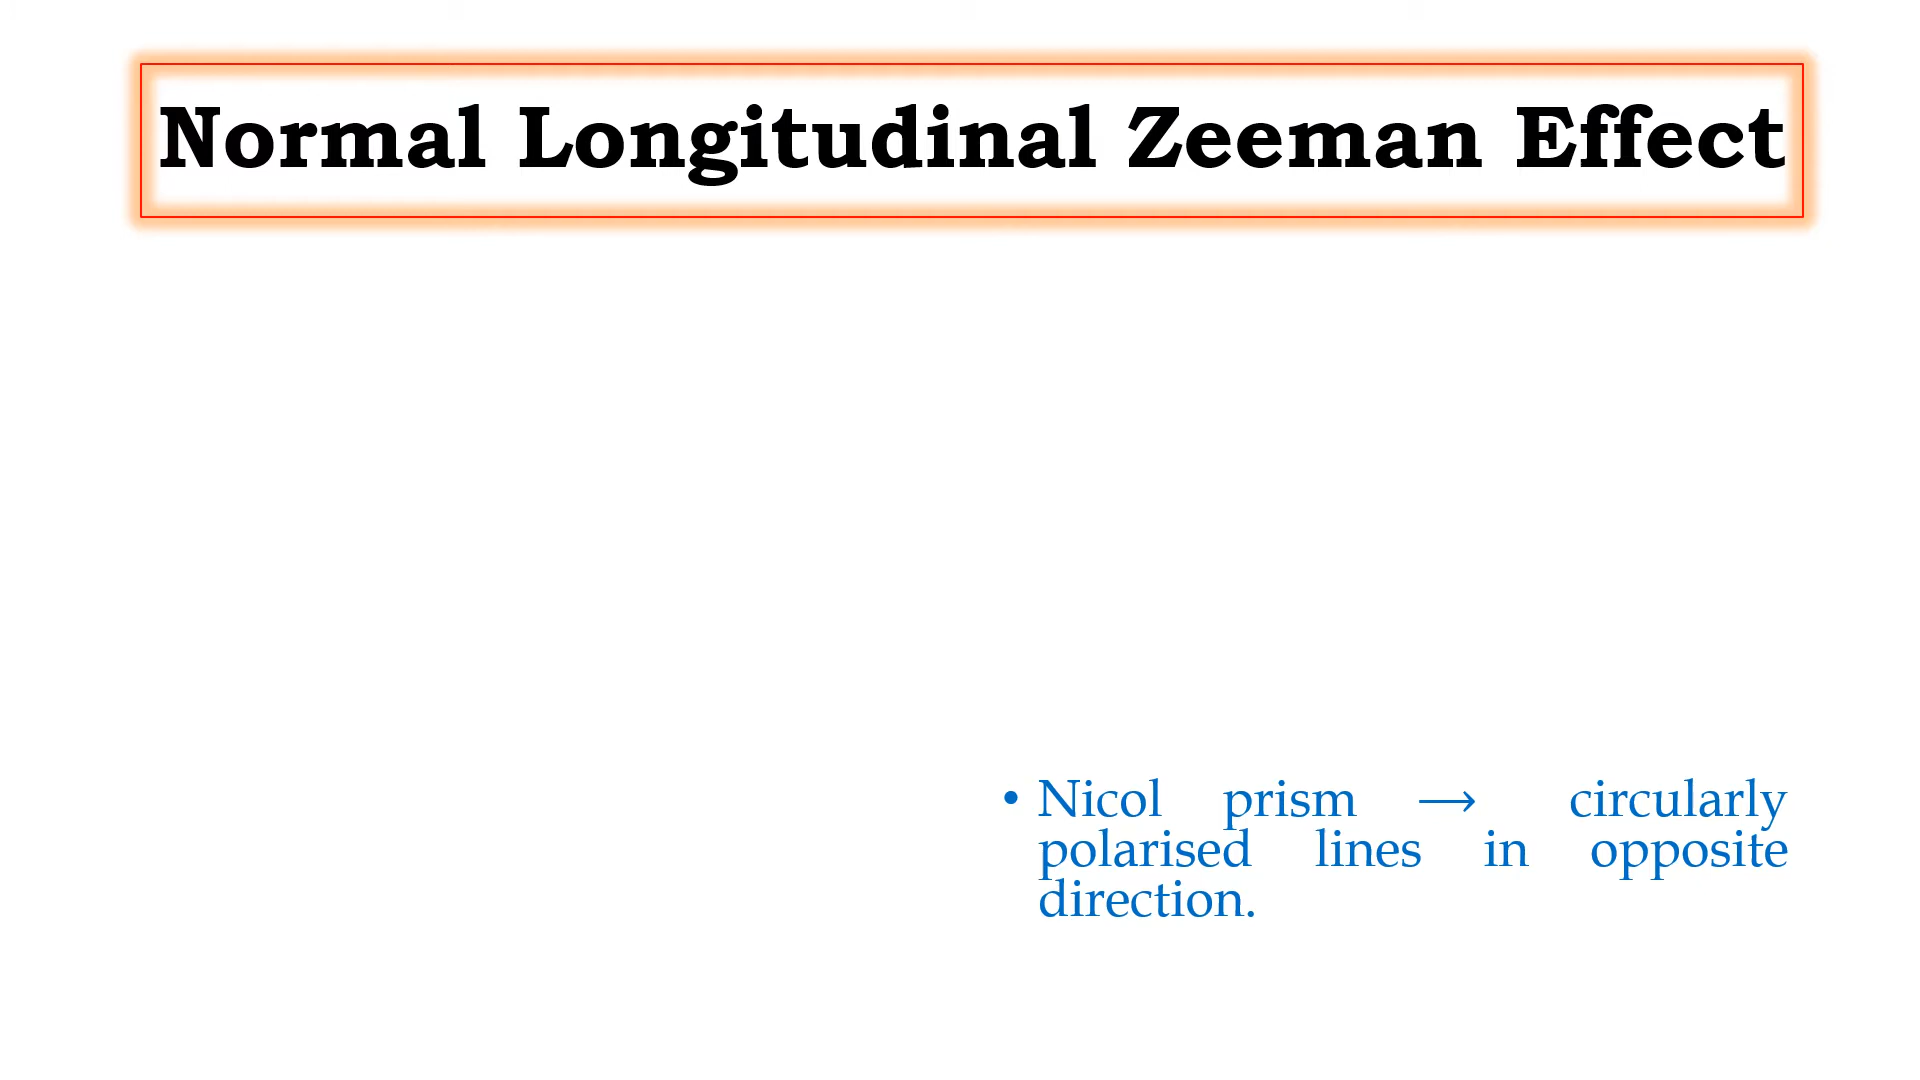 Normal Longitudinal Zeeman Effect
• Nicol prism ⟶ circularly
polarised lines in opposite
direction.